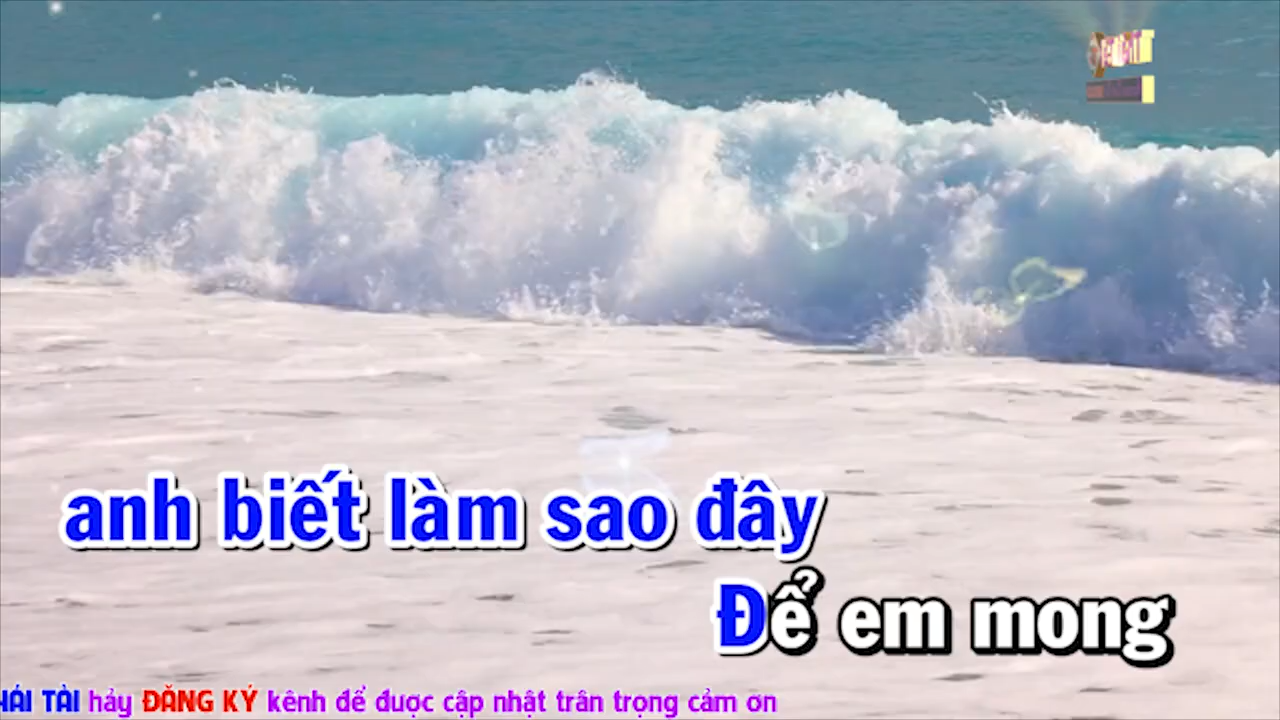 anh biết làm sao đây
Để em mong
HÁI TÀI hảy ĐĂNG KÝ kênh để được cập nhật trân trọng cảm ơn